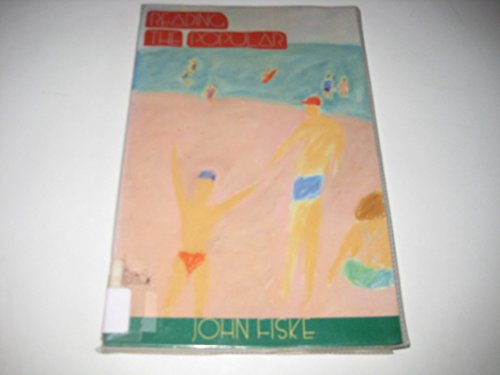 READING
THE POPULAR
JOHN FISKE